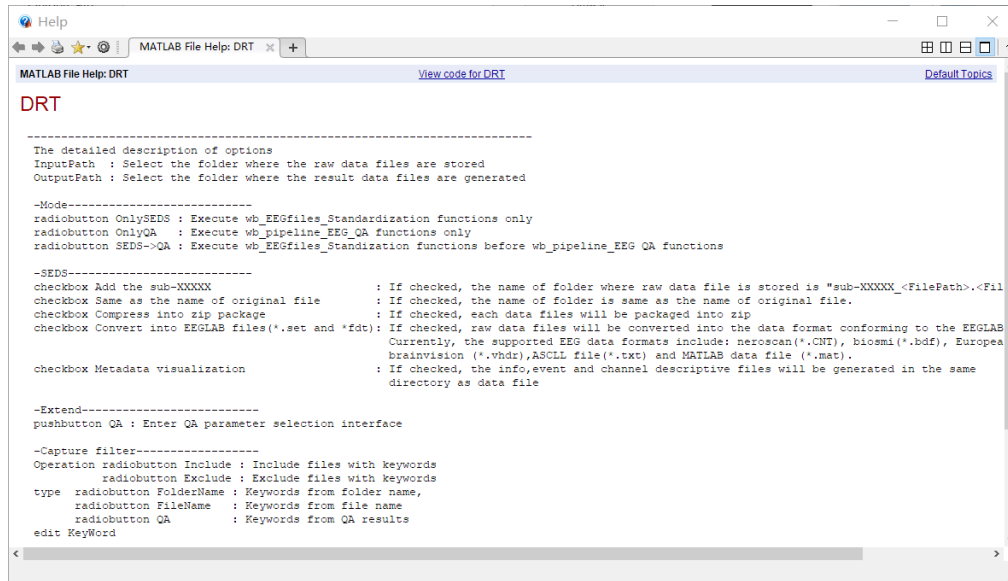 Help
MATLAB File Help: DRT
MATLAB File Help: DRT View code for DRT Default Topics
DRT
--------------------------------------------------------------------------
The detailed description of options
InputPath : Select the folder where the raw data files are stored
OutputPath : Select the folder where the result data files are generated
-Mode---------------------------
radiobutton OnlySEDS : Execute wb_EEGfiles_Standardization functions only
radiobutton OnlyQA : Execute wb_pipeline_EEG_QA functions only
radiobutton SEDS->QA : Execute wb_EEGfiles_Standization functions before wb_pipeline_EEG QA functions
-SEDS---------------------------
checkbox Add the sub-XXXXX : If checked, the name of folder where raw data file is stored is "sub-XXXXX_<FilePath>.<Fil
checkbox Same as the name of original file : If checked, the name of folder is same as the name of original file.
checkbox Compress into zip package : If checked, each data files will be packaged into zip
checkbox Convert into EEGLAB files(*.set and *fdt): If checked, raw data files will be converted into the data format conforming to the EEGLAB
Currently, the supported EEG data formats include: neroscan(*.CNT), biosmi(*.bdf), Europea
brainvision (*.vhdr),ASCLL file(*.txt) and MATLAB data file (*.mat).
checkbox Metadata visualization : If checked, the info,event and channel descriptive files will be generated in the same
directory as data file
-Extend--------------------------
pushbutton QA : Enter QA parameter selection interface
-Capture filter------------------
Operation radiobutton Include : Include files with keywords
radiobutton Exclude : Exclude files with keywords
type radiobutton FolderName : Keywords from folder name,
radiobutton FileName : Keywords from file name
radiobutton QA : Keywords from QA results
edit KeyWord